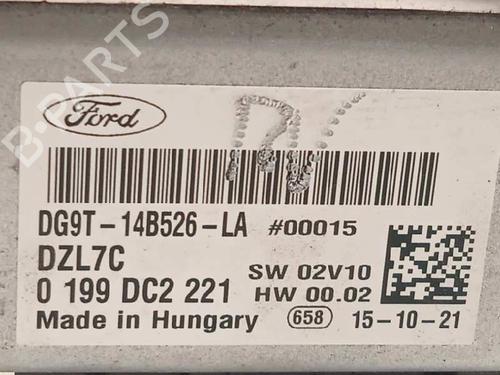 B-PARTS
Ford
DG9T-14B526-LA #00015
DZL7C
SW 02V10
0 199 DC2 221 HW 00.02
Made in Hungary 658 15-10-21